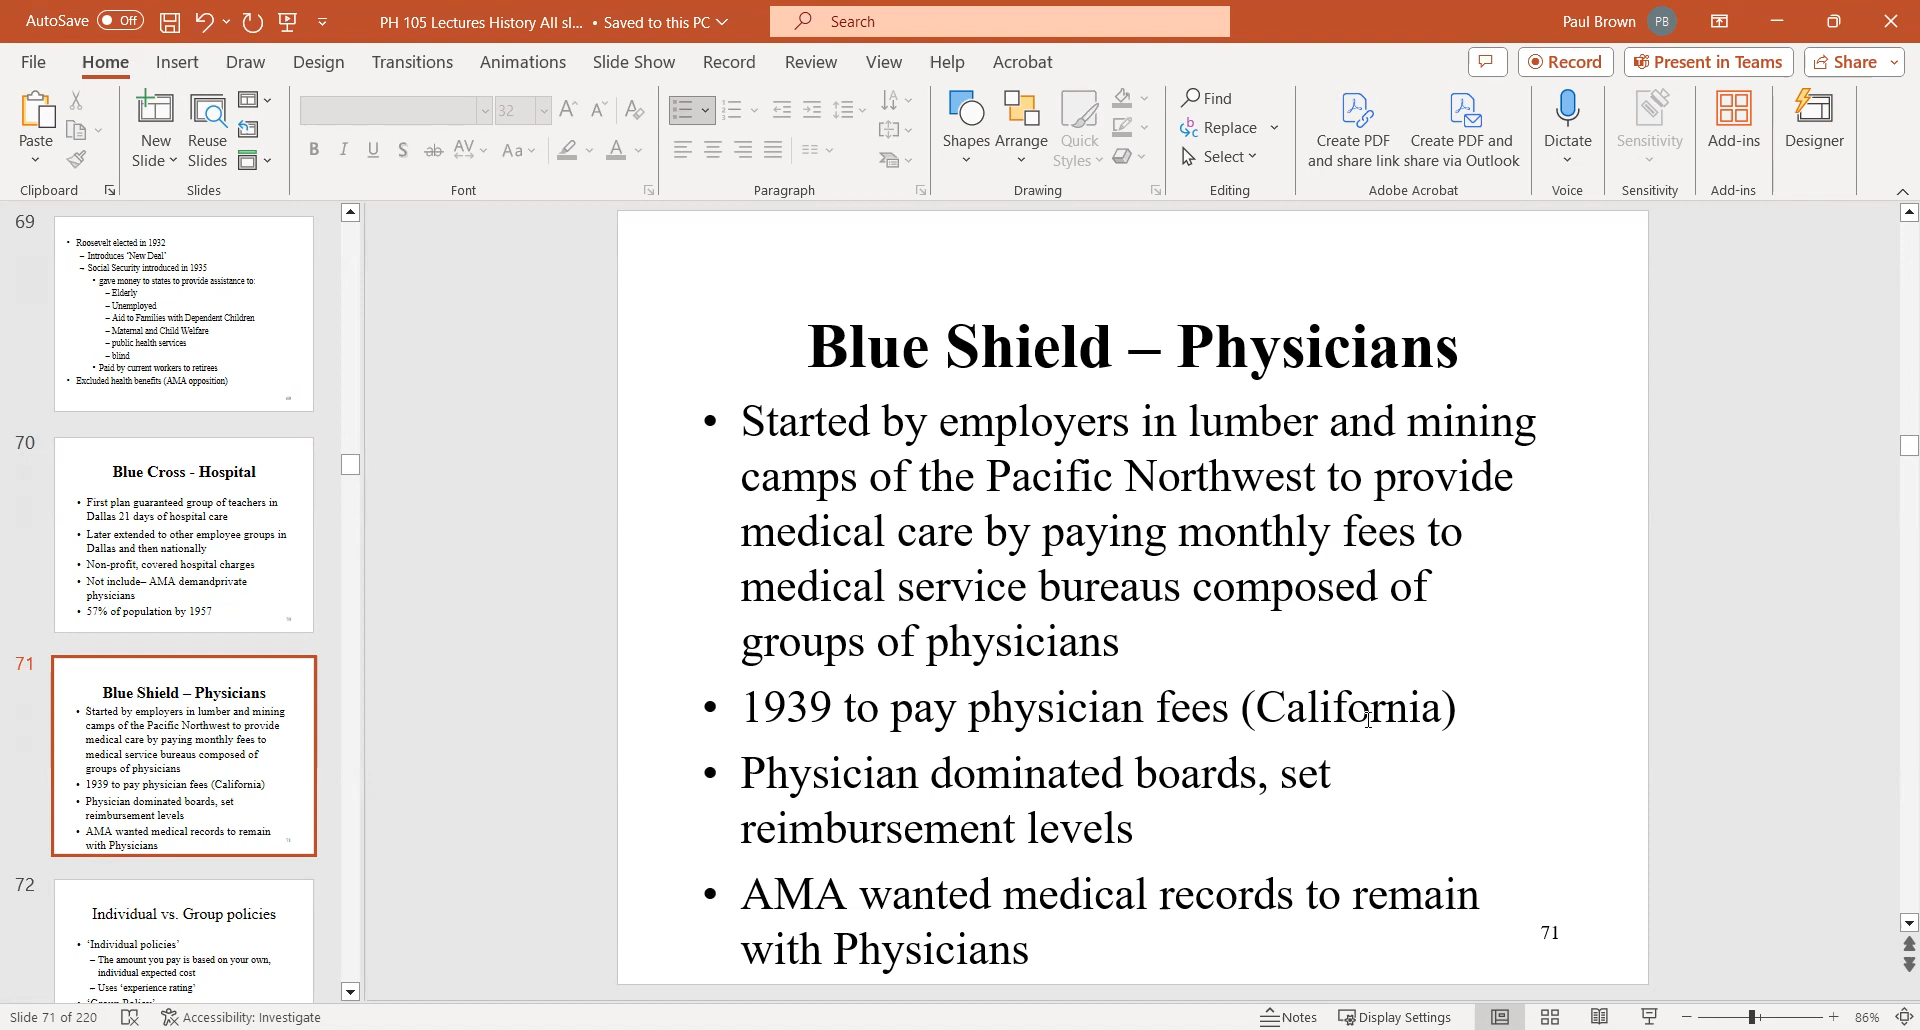 AutoSave Off PH 105 Lectures History All sl... • Saved to this PC Search Paul Brown PB
File Home Insert Draw Design Transitions Animations Slide Show Record Review View Help Acrobat Record Present in Teams Share
Paste
Clipboard
New Slide
Reuse Slides
Slides
32
B I U S ab AV Aa A
Font
Paragraph
Shapes
Arrange
Quick Styles
Drawing
Find
Replace
Select
Editing
Create PDF and share link
Create PDF and share via Outlook
Adobe Acrobat
Dictate
Voice
Sensitivity
Sensitivity
Add-ins
Add-ins
Designer
69
• Roosevelt elected in 1932
– Introduces 'New Deal'
– Social Security introduced in 1935
• gave money to states to provide assistance to:
– Elderly
– Unemployed
– Aid to Families with Dependent Children
– Maternal and Child Welfare
– public health services
– blind
• Paid by current workers to retirees
• Excluded health benefits (AMA opposition)
70
Blue Cross - Hospital
• First plan guaranteed group of teachers in
Dallas 21 days of hospital care
• Later extended to other employee groups in
Dallas and then nationally
• Non-profit, covered hospital charges
• Not include– AMA demandprivate
physicians
• 57% of population by 1957
71
Blue Shield – Physicians
• Started by employers in lumber and mining
camps of the Pacific Northwest to provide
medical care by paying monthly fees to
medical service bureaus composed of
groups of physicians
• 1939 to pay physician fees (California)
• Physician dominated boards, set
reimbursement levels
• AMA wanted medical records to remain
with Physicians
72
Individual vs. Group policies
• 'Individual policies'
– The amount you pay is based on your own,
individual expected cost
– Uses 'experience rating'
Blue Shield – Physicians
• Started by employers in lumber and mining
camps of the Pacific Northwest to provide
medical care by paying monthly fees to
medical service bureaus composed of
groups of physicians
• 1939 to pay physician fees (California)
• Physician dominated boards, set
reimbursement levels
• AMA wanted medical records to remain
with Physicians
71
Slide 71 of 220 Accessibility: Investigate Notes Display Settings 86%